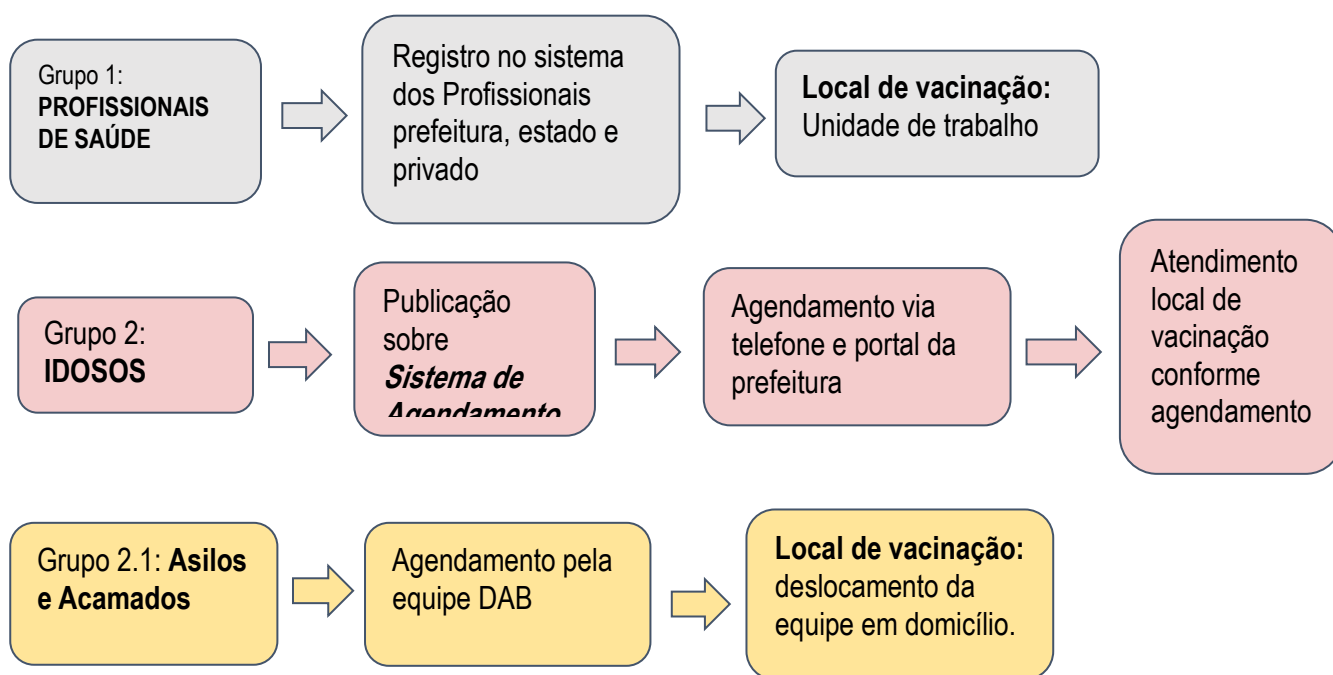 Grupo 1:
PROFISSIONAIS
DE SAÚDE
Registro no sistema
dos Profissionais
prefeitura, estado e
privado
Local de vacinação:
Unidade de trabalho
Grupo 2:
IDOSOS
Publicação
sobre
Sistema de
Agendamento
Agendamento via
telefone e portal da
prefeitura
Atendimento
local de
vacinação
conforme
agendamento
Grupo 2.1: Asilos
e Acamados
Agendamento pela
equipe DAB
Local de vacinação:
deslocamento da
equipe em domicílio.